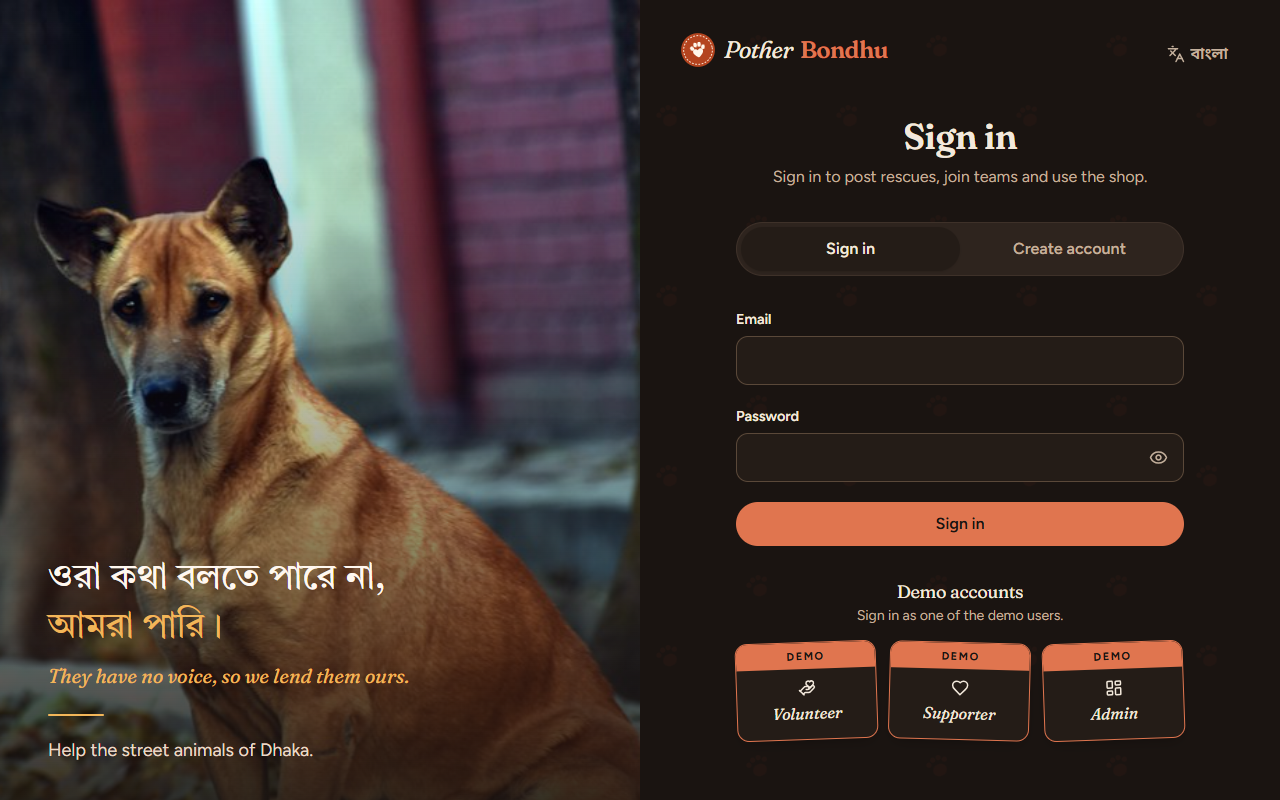 ওরা কথা বলতে পারে না,
আমরা পারি।
They have no voice, so we lend them ours.
Help the street animals of Dhaka.
Pother Bondhu
বাংলা
Sign in
Sign in to post rescues, join teams and use the shop.
Sign in
Create account
Email
Password
Sign in
Demo accounts
Sign in as one of the demo users.
DEMO
Volunteer
DEMO
Supporter
DEMO
Admin